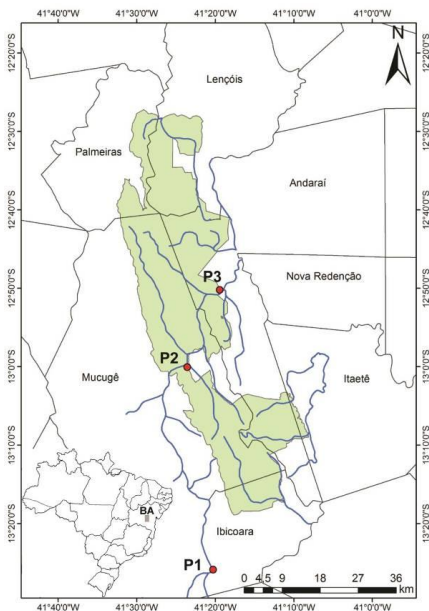 41°40'0"W 41°30'0"W 41°20'0"W 41°10'0"W 41°0'0"W
12°20'0"S 12°20'0"S
N
Lençóis
12°30'0"S 12°30'0"S
Palmeiras
Andaraí
12°40'0"S 12°40'0"S
P3
Nova Redenção
12°50'0"S 12°50'0"S
P2
13°0'0"S 13°0'0"S
Mucugê
Itaetê
13°10'0"S 13°10'0"S
BA
13°20'0"S 13°20'0"S
Ibicoara
P1
0 4,5 9 18 27 36
km
41°40'0"W 41°30'0"W 41°20'0"W 41°10'0"W 41°0'0"W